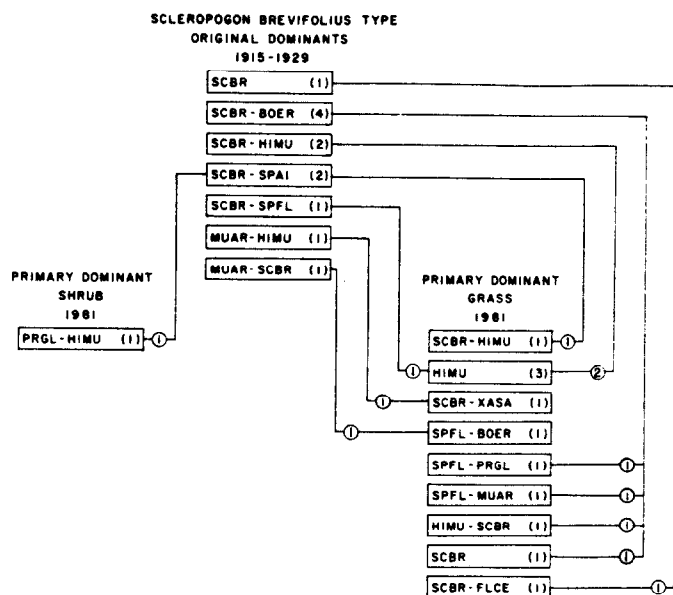 SCLEROPOGON BREVIFOLIUS TYPE
ORIGINAL DOMINANTS
1915-1929
SCBR (1)
SCBR-BOER (4)
SCBR-HIMU (2)
SCBR-SPAI (2)
SCBR-SPFL (1)
MUAR-HIMU (1)
MUAR-SCBR (1)
PRIMARY DOMINANT
SHRUB
1981
PRGL-HIMU (1) 1
PRIMARY DOMINANT
GRASS
1981
SCBR-HIMU (1) 1
1 HIMU (3) 2
1 SCBR-XASA (1)
1 SPFL-BOER (1)
SPFL-PRGL (1) 1
SPFL-MUAR (1) 1
HIMU-SCBR (1) 1
SCBR (1) 1
SCBR-FLCE (1) 1